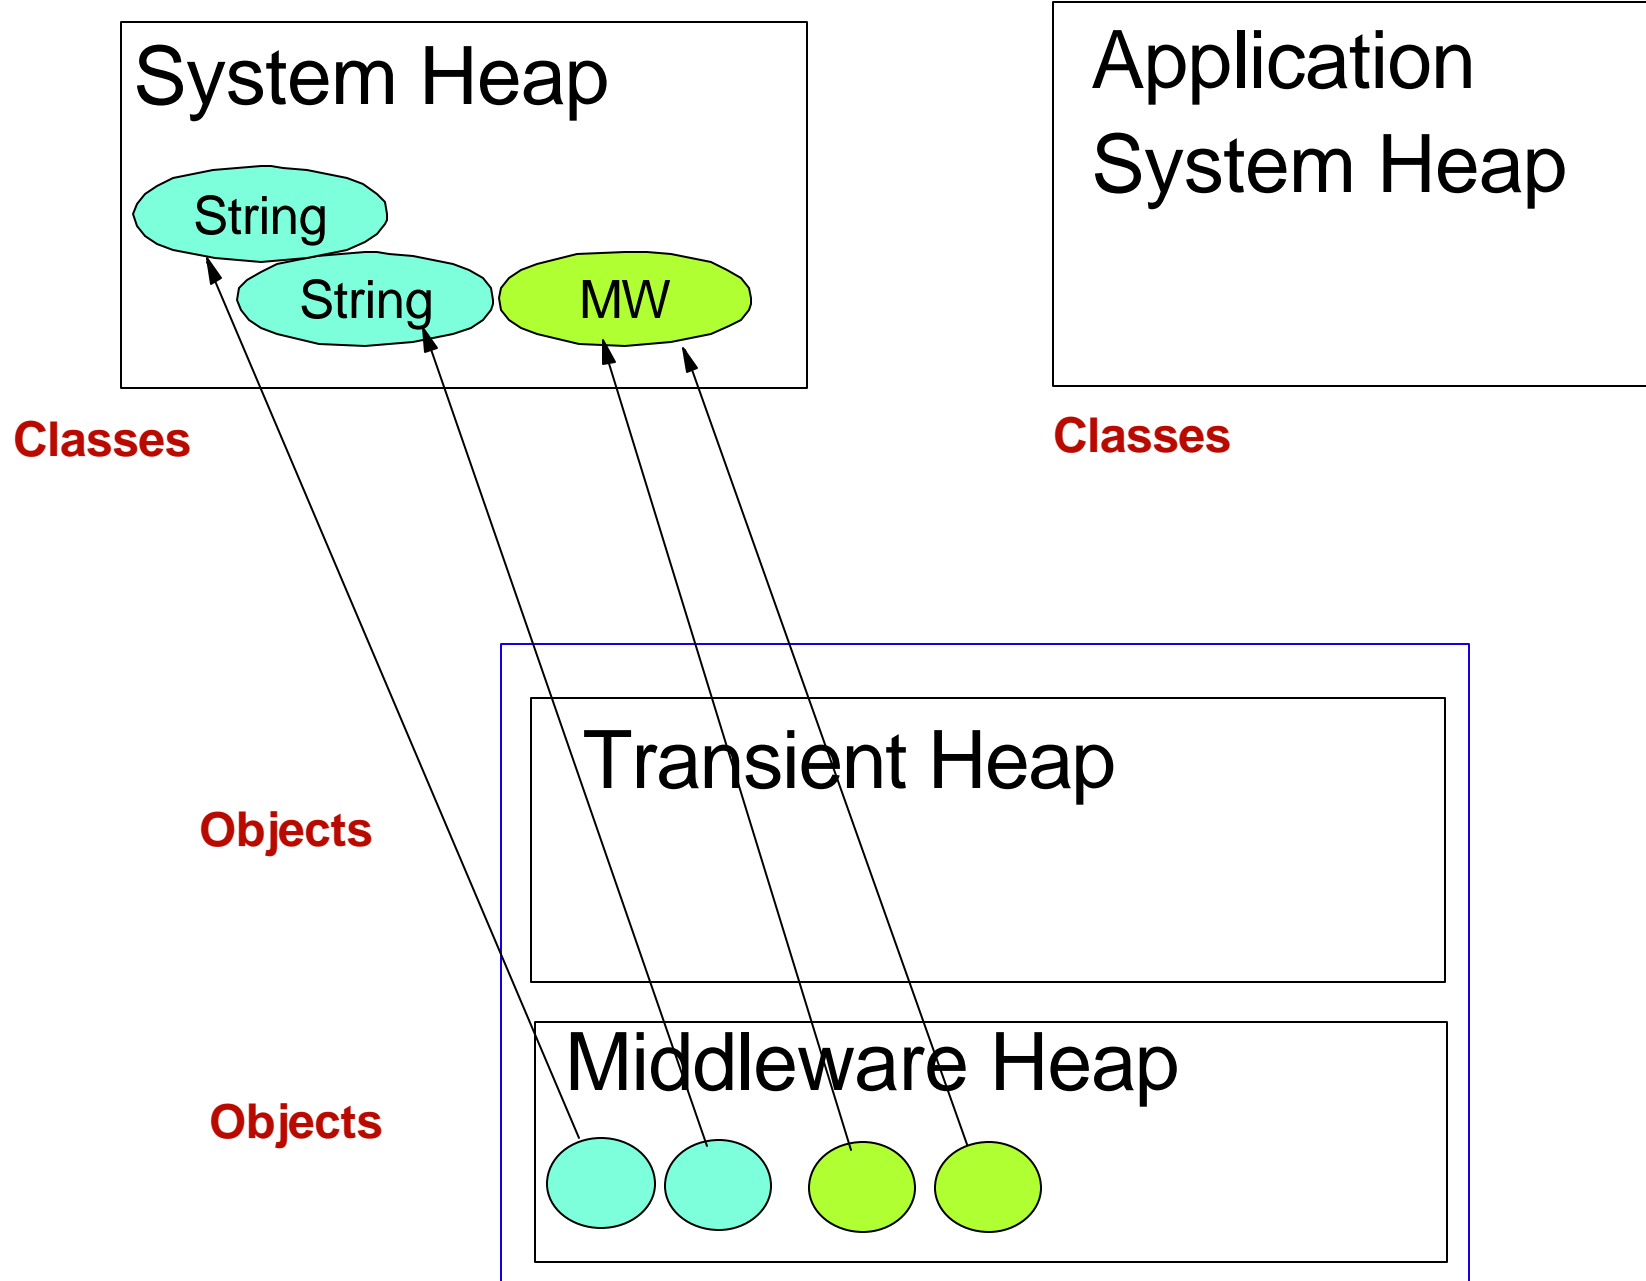 System Heap
String
String
MW
Classes
Application
System Heap
Classes
Transient Heap
Objects
Middleware Heap
Objects